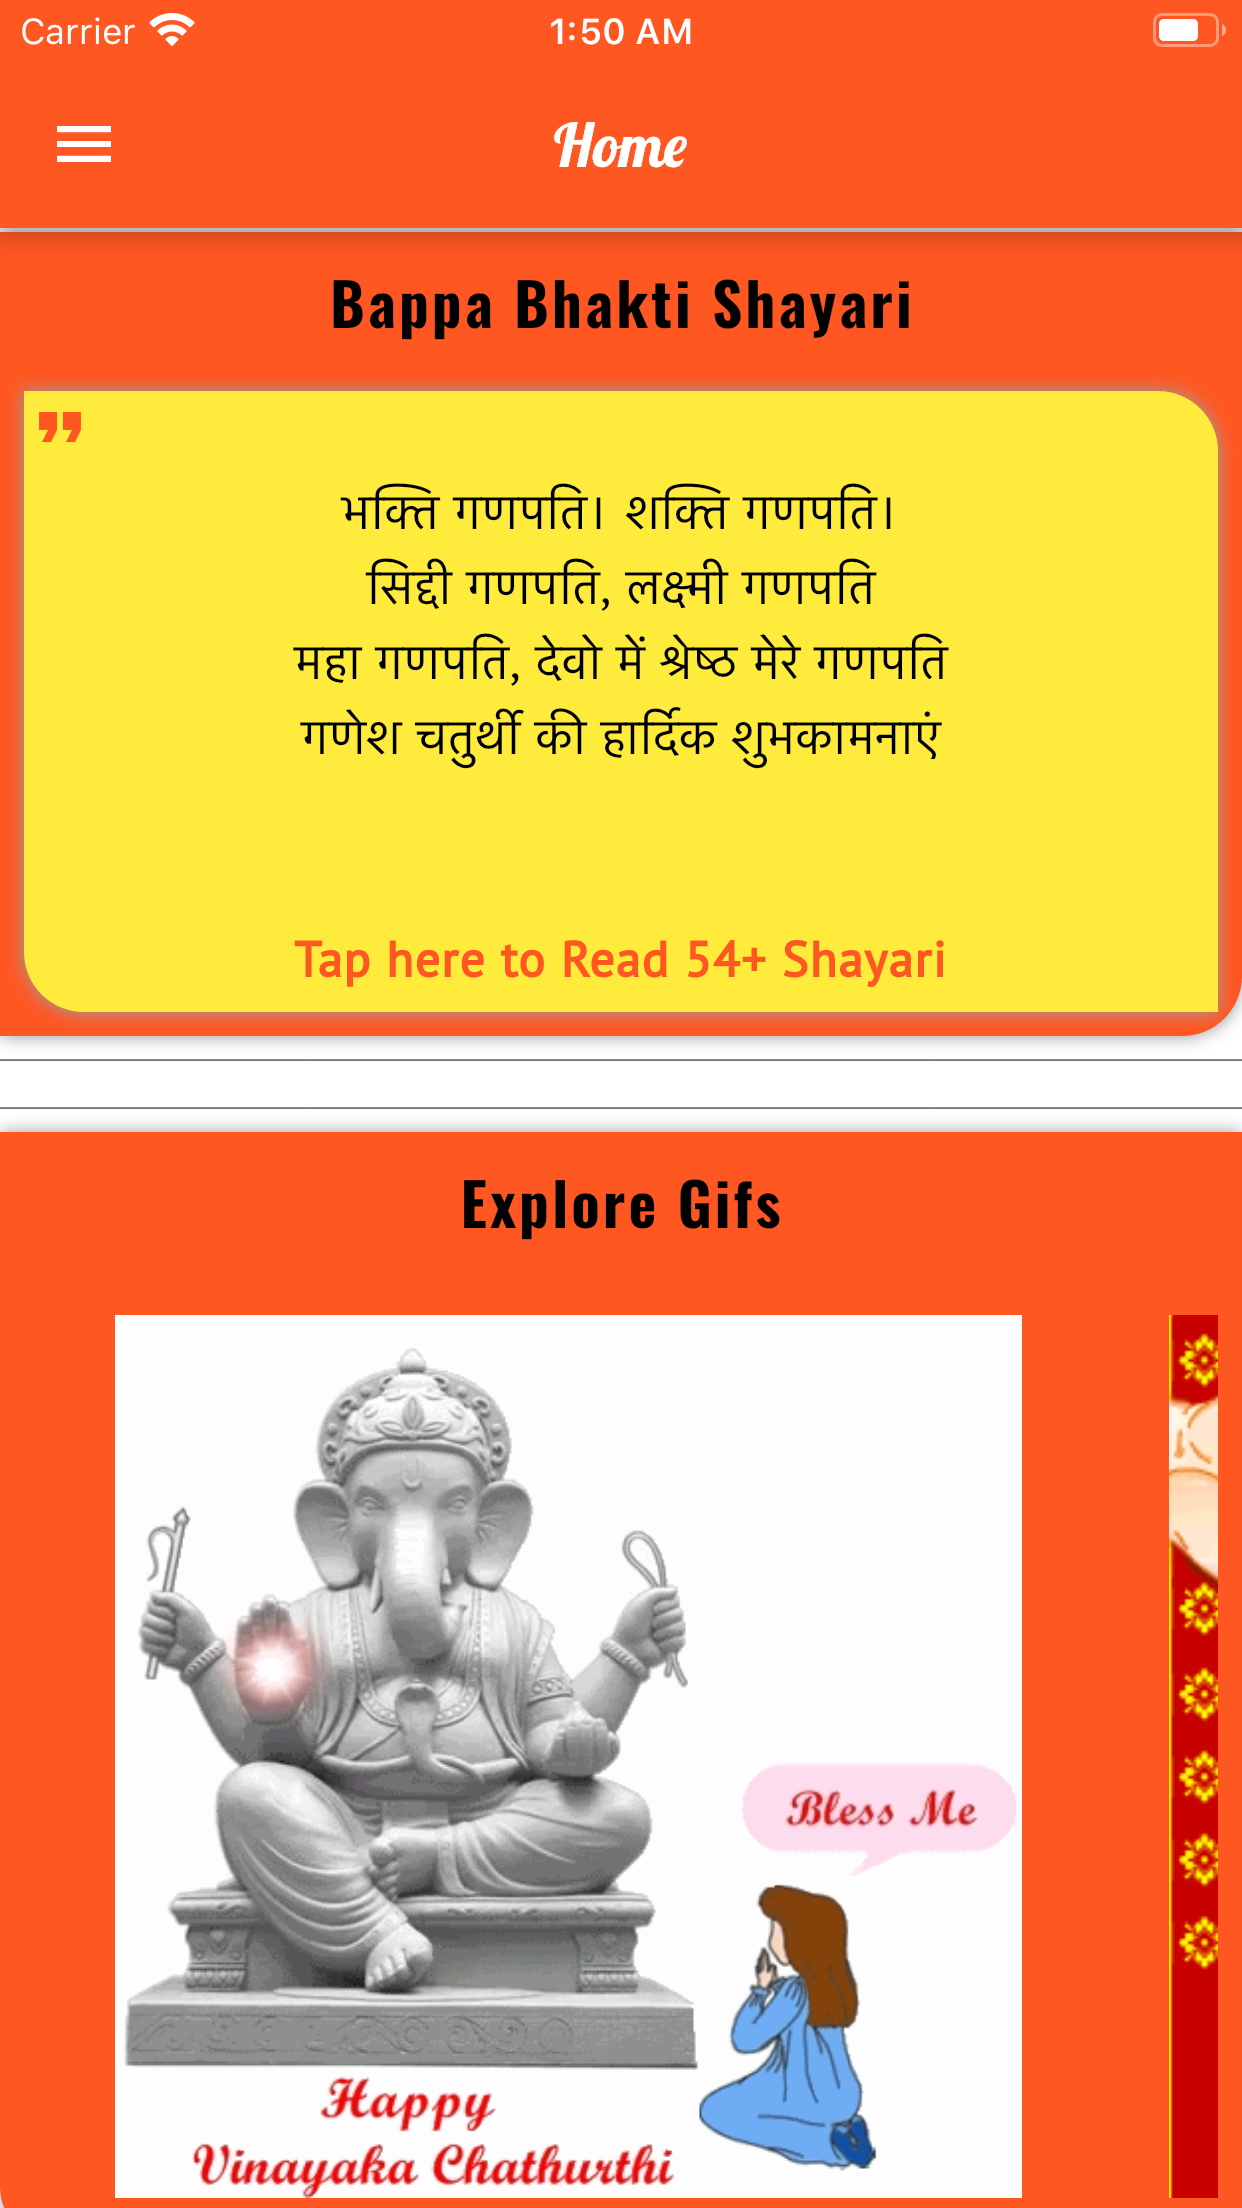 Carrier 1:50 AM
Home
Bappa Bhakti Shayari
भक्ति गणपति। शक्ति गणपति।
सिद्दी गणपति, लक्ष्मी गणपति
महा गणपति, देवो में श्रेष्ठ मेरे गणपति
गणेश चतुर्थी की हार्दिक शुभकामनाएं
Tap here to Read 54+ Shayari
Explore Gifs
Bless Me
Happy
Vinayaka Chathurthi